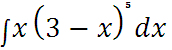 ∫x(3 − x)⁵ dx